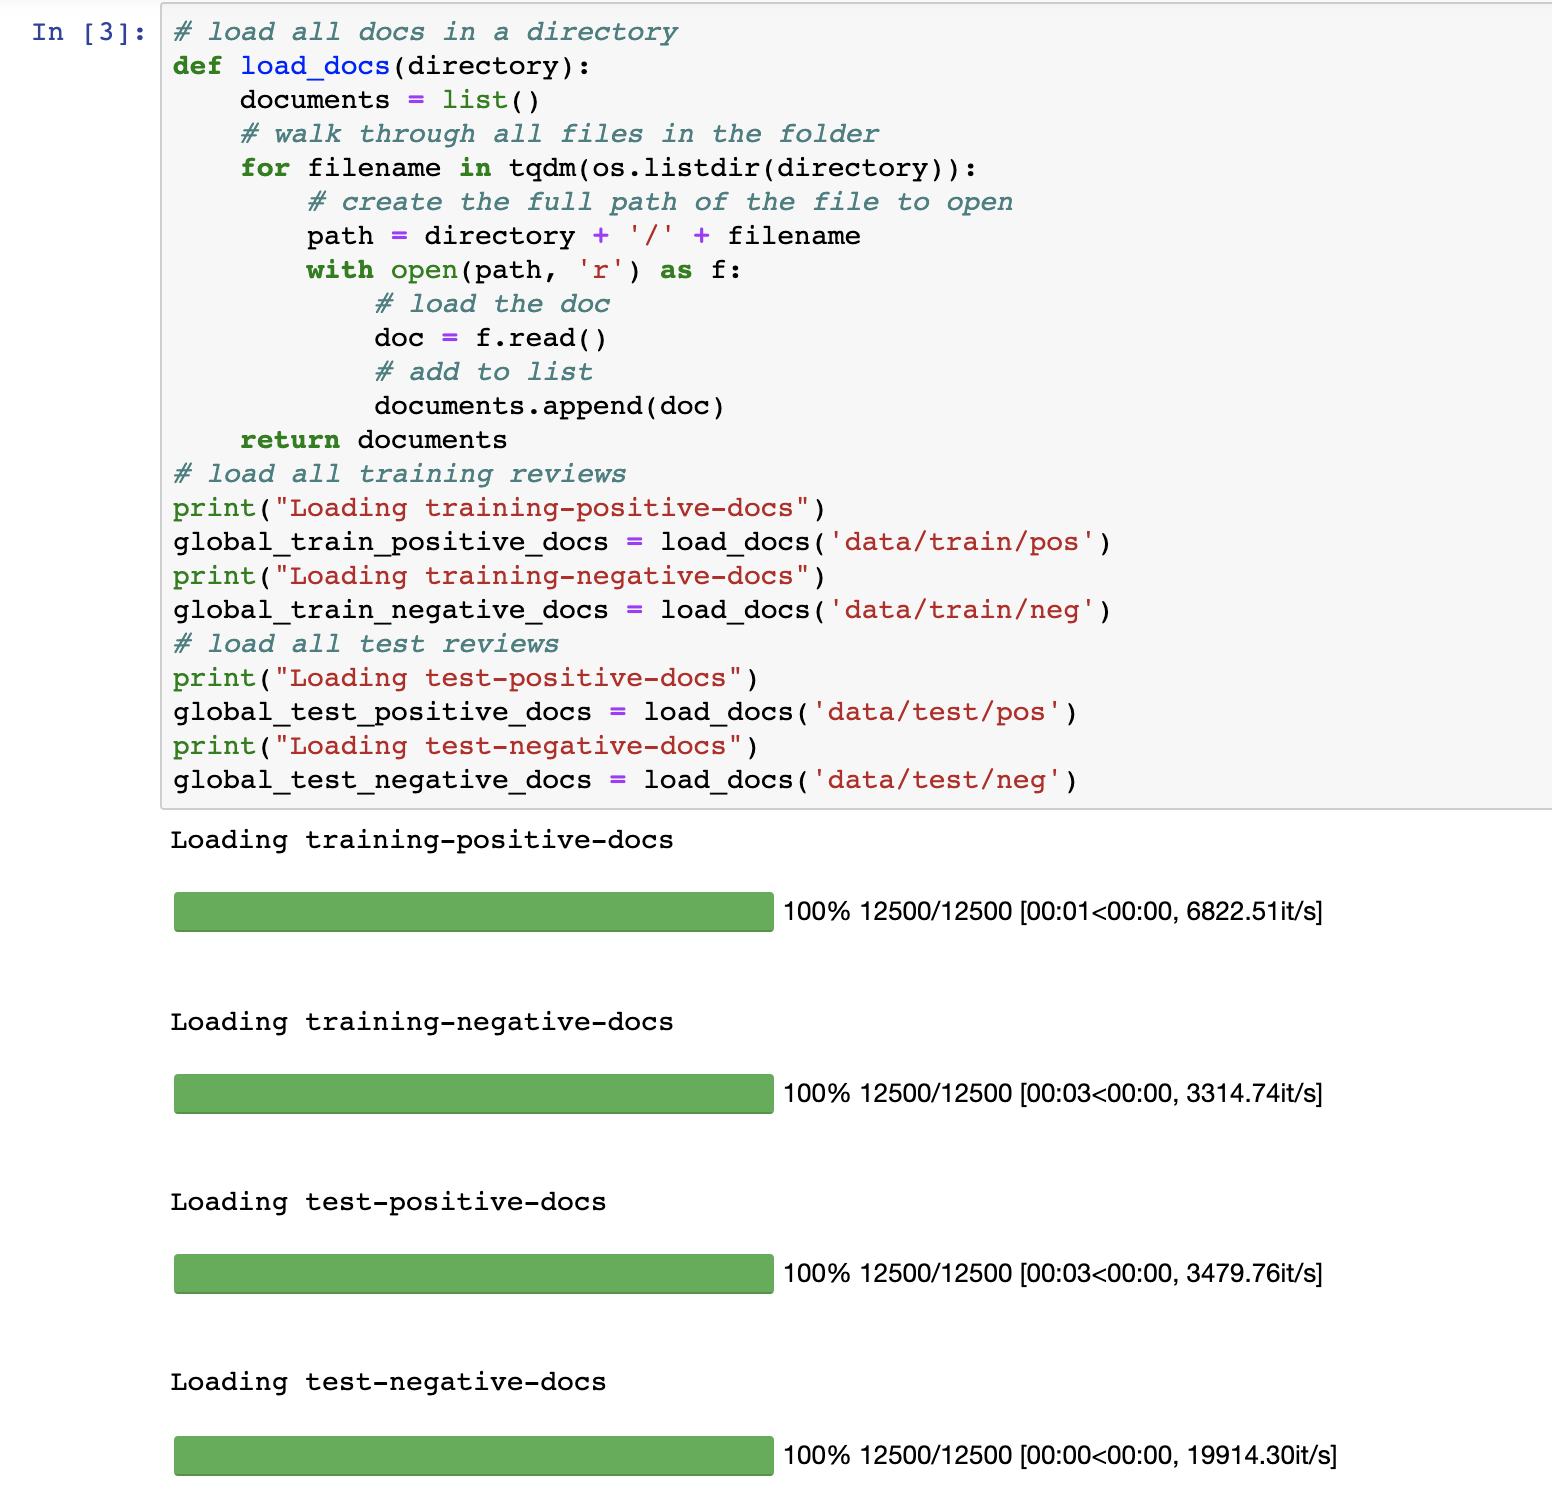 In [3]:
# load all docs in a directory
def load_docs(directory):
    documents = list()
    # walk through all files in the folder
    for filename in tqdm(os.listdir(directory)):
        # create the full path of the file to open
        path = directory + '/' + filename
        with open(path, 'r') as f:
            # load the doc
            doc = f.read()
            # add to list
            documents.append(doc)
    return documents
# load all training reviews
print("Loading training-positive-docs")
global_train_positive_docs = load_docs('data/train/pos')
print("Loading training-negative-docs")
global_train_negative_docs = load_docs('data/train/neg')
# load all test reviews
print("Loading test-positive-docs")
global_test_positive_docs = load_docs('data/test/pos')
print("Loading test-negative-docs")
global_test_negative_docs = load_docs('data/test/neg')
Loading training-positive-docs
100% 12500/12500 [00:01<00:00, 6822.51it/s]
Loading training-negative-docs
100% 12500/12500 [00:03<00:00, 3314.74it/s]
Loading test-positive-docs
100% 12500/12500 [00:03<00:00, 3479.76it/s]
Loading test-negative-docs
100% 12500/12500 [00:00<00:00, 19914.30it/s]